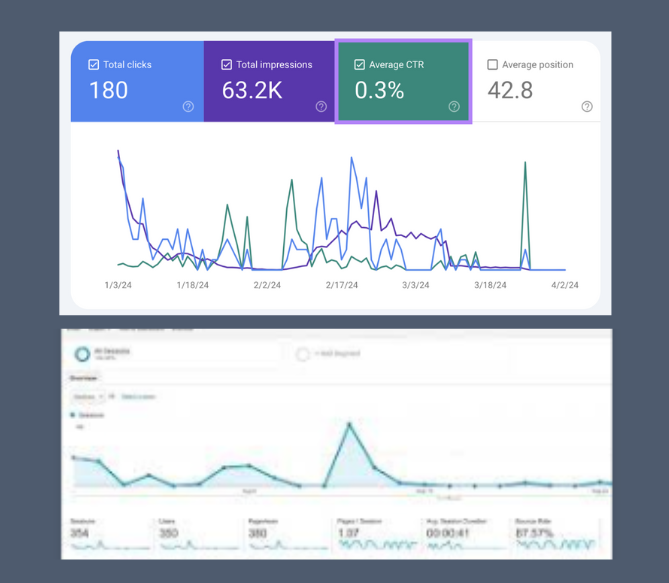 Total clicks Total impressions Average CTR Average position
180 63.2K 0.3% 42.8
1/3/24 1/18/24 2/2/24 2/17/24 3/3/24 3/18/24 4/2/24
All Sessions
+ Add Segment
Overview
Sessions
Sessions Users Pageviews Pages / Session Avg. Session Duration Bounce Rate
354 350 380 1.07 00:00:41 87.57%